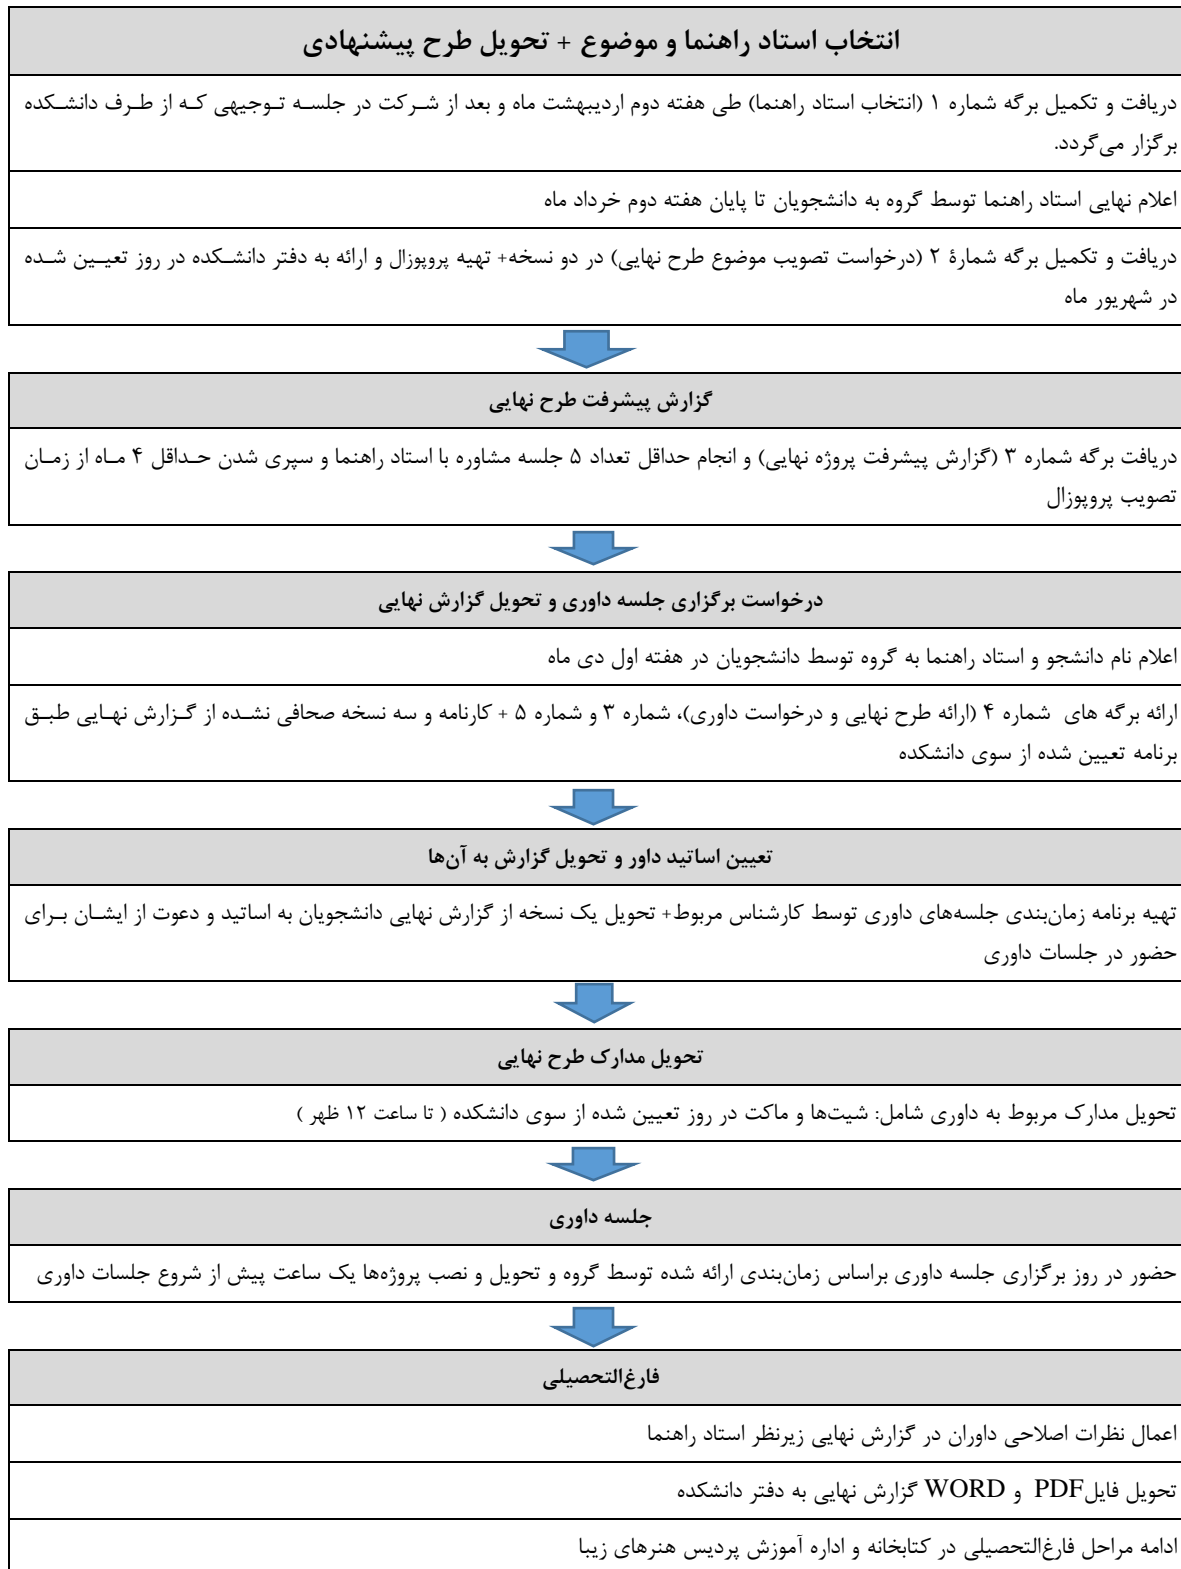 انتخاب استاد راهنما و موضوع + تحویل طرح پیشنهادی
دریافت و تکمیل برگه شماره ۱ (انتخاب استاد راهنما) طی هفته دوم اردیبهشت ماه و بعد از شرکت در جلسه توجیهی که از طرف دانشکده
برگزار می‌گردد.
اعلام نهایی استاد راهنما توسط گروه به دانشجویان تا پایان هفته دوم خرداد ماه
دریافت و تکمیل برگه شمارهٔ ۲ (درخواست تصویب موضوع طرح نهایی) در دو نسخه+ تهیه پروپوزال و ارائه به دفتر دانشکده در روز تعیین شده
در شهریور ماه
گزارش پیشرفت طرح نهایی
دریافت برگه شماره ۳ (گزارش پیشرفت پروژه نهایی) و انجام حداقل تعداد ۵ جلسه مشاوره با استاد راهنما و سپری شدن حداقل ۴ ماه از زمان
تصویب پروپوزال
درخواست برگزاری جلسه داوری و تحویل گزارش نهایی
اعلام نام دانشجو و استاد راهنما به گروه توسط دانشجویان در هفته اول دی ماه
ارائه برگه های شماره ۴ (ارائه طرح نهایی و درخواست داوری)، شماره ۳ و شماره ۵ + کارنامه و سه نسخه صحافی نشده از گزارش نهایی طبق
برنامه تعیین شده از سوی دانشکده
تعیین اساتید داور و تحویل گزارش به آن‌ها
تهیه برنامه زمان‌بندی جلسه‌های داوری توسط کارشناس مربوط+ تحویل یک نسخه از گزارش نهایی دانشجویان به اساتید و دعوت از ایشان برای
حضور در جلسات داوری
تحویل مدارک طرح نهایی
تحویل مدارک مربوط به داوری شامل: شیت‌ها و ماکت در روز تعیین شده از سوی دانشکده ( تا ساعت ۱۲ ظهر )
جلسه داوری
حضور در روز برگزاری جلسه داوری براساس زمان‌بندی ارائه شده توسط گروه و تحویل و نصب پروژه‌ها یک ساعت پیش از شروع جلسات داوری
فارغ‌التحصیلی
اعمال نظرات اصلاحی داوران در گزارش نهایی زیرنظر استاد راهنما
تحویل فایل PDF و WORD گزارش نهایی به دفتر دانشکده
ادامه مراحل فارغ‌التحصیلی در کتابخانه و اداره آموزش پردیس هنرهای زیبا